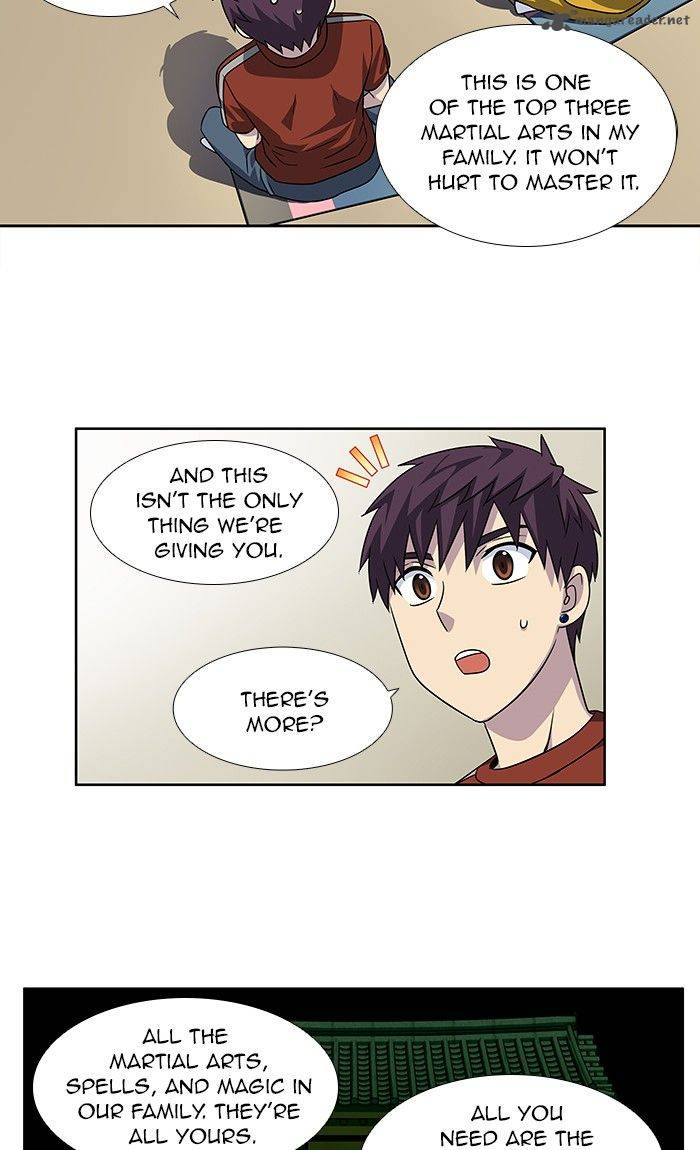 mangareader.net
THIS IS ONE
OF THE TOP THREE
MARTIAL ARTS IN MY
FAMILY. IT WON'T
HURT TO MASTER IT.
AND THIS
ISN'T THE ONLY
THING WE'RE
GIVING YOU.
THERE'S
MORE?
ALL THE
MARTIAL ARTS,
SPELLS, AND MAGIC IN
OUR FAMILY. THEY'RE
ALL YOURS.
ALL YOU
NEED ARE THE